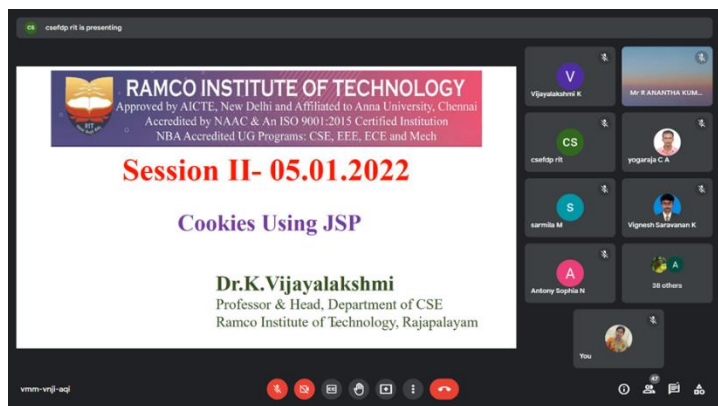 cs csefdp rit is presenting
RAMCO INSTITUTE OF TECHNOLOGY
Approved by AICTE, New Delhi and Affiliated to Anna University, Chennai
Accredited by NAAC & An ISO 9001:2015 Certified Institution
NBA Accredited UG Programs: CSE, EEE, ECE and Mech
RIT
Session II- 05.01.2022
Cookies Using JSP
Dr.K.Vijayalakshmi
Professor & Head, Department of CSE
Ramco Institute of Technology, Rajapalayam
V
Vijayalakshmi K
Mr R ANANTHA KUM...
CS
csefdp rit
yogaraja C A
S
sarmila M
Vignesh Saravanan K
A
Antony Sophia N
A
38 others
You
vmm-vnji-aqi
47